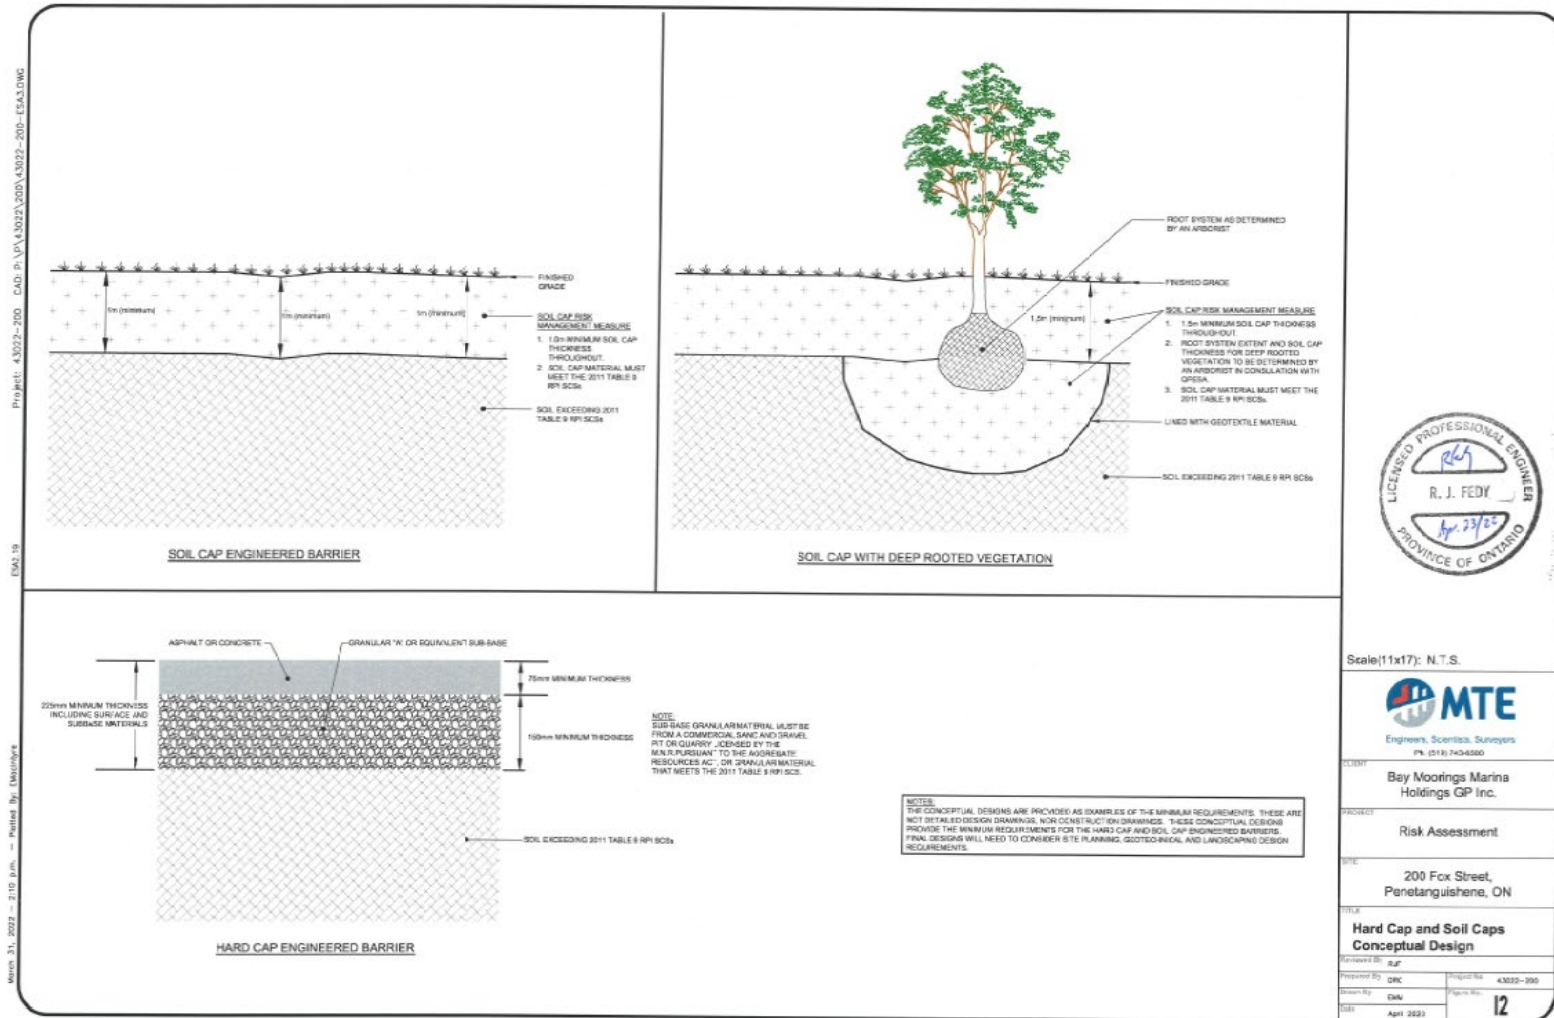 Project: 43022-200 CAD: P:\P\43022\200\43022-200-ESA3.DWG
ESA2.19
March 31, 2022 - 2:10 p.m. - Plotted By: EMacIntyre
FINISHED
GRADE
1m (minimum)
1m (minimum)
1m (minimum)
SOIL CAP RISK
MANAGEMENT MEASURE
1. 1.0m MINIMUM SOIL CAP
THICKNESS
THROUGHOUT.
2. SOIL CAP MATERIAL MUST
MEET THE 2011 TABLE 9
RPI SCSs
SOIL EXCEEDING 2011
TABLE 9 RPI SCSs
SOIL CAP ENGINEERED BARRIER
ROOT SYSTEM AS DETERMINED
BY AN ARBORIST
FINISHED GRADE
1.5m (minimum)
SOIL CAP RISK MANAGEMENT MEASURE
1. 1.5m MINIMUM SOIL CAP THICKNESS
THROUGHOUT.
2. ROOT SYSTEM EXTENT AND SOIL CAP
THICKNESS FOR DEEP ROOTED
VEGETATION TO BE DETERMINED BY
AN ARBORIST IN CONSULATION WITH
QPESA.
3. SOIL CAP MATERIAL MUST MEET THE
2011 TABLE 9 RPI SCSs.
LINED WITH GEOTEXTILE MATERIAL
SOIL EXCEEDING 2011 TABLE 9 RPI SCSs
SOIL CAP WITH DEEP ROOTED VEGETATION
ASPHALT OR CONCRETE
GRANULAR "A" OR EQUIVALENT SUB-BASE
225mm MINIMUM THICKNESS
INCLUDING SURFACE AND
SUBBASE MATERIALS
75mm MINIMUM THICKNESS
150mm MINIMUM THICKNESS
NOTE:
SUB-BASE GRANULAR MATERIAL MUST BE
FROM A COMMERCIAL SAND AND GRAVEL
PIT OR QUARRY LICENSED BY THE
M.N.R. PURSUANT TO THE AGGREGATE
RESOURCES ACT, OR GRANULAR MATERIAL
THAT MEETS THE 2011 TABLE 9 RPI SCS.
SOIL EXCEEDING 2011 TABLE 9 RPI SCSs
HARD CAP ENGINEERED BARRIER
NOTES:
THE CONCEPTUAL DESIGNS ARE PROVIDED AS EXAMPLES OF THE MINIMUM REQUIREMENTS. THESE ARE
NOT DETAILED DESIGN DRAWINGS, NOR CONSTRUCTION DRAWINGS. THESE CONCEPTUAL DESIGNS
PROVIDE THE MINIMUM REQUIREMENTS FOR THE HARD CAP AND SOIL CAP ENGINEERED BARRIERS.
FINAL DESIGNS WILL NEED TO CONSIDER SITE PLANNING, GEOTECHNICAL AND LANDSCAPING DESIGN
REQUIREMENTS.
LICENSED PROFESSIONAL ENGINEER
R. J. FEDY
Apr. 23/22
PROVINCE OF ONTARIO
Scale(11x17): N.T.S.
MTE
Engineers, Scientists, Surveyors
Ph. (519) 743-6500
CLIENT
Bay Moorings Marina
Holdings GP Inc.
PROJECT
Risk Assessment
SITE
200 Fox Street,
Penetanguishene, ON
TITLE
Hard Cap and Soil Caps
Conceptual Design
Reviewed By RJF
Prepared By DRK
Project No. 43022-200
Drawn By EMM
Figure No. 12
Date April 2020